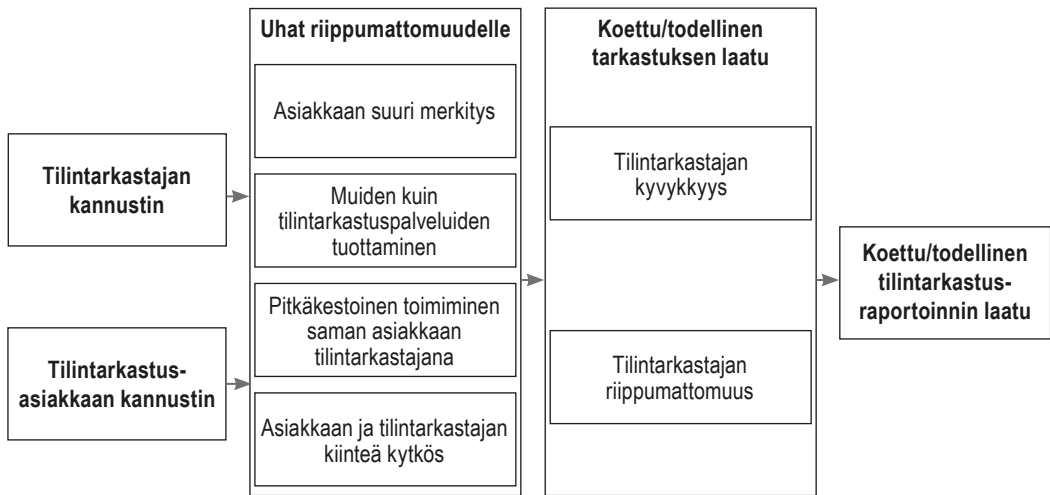 Tilintarkastajan
kannustin
Tilintarkastus-
asiakkaan kannustin
Uhat riippumattomuudelle
Asiakkaan suuri merkitys
Muiden kuin
tilintarkastuspalveluiden
tuottaminen
Pitkäkestoinen toimiminen
saman asiakkaan
tilintarkastajana
Asiakkaan ja tilintarkastajan
kiinteä kytkös
Koettu/todellinen
tarkastuksen laatu
Tilintarkastajan
kyvykkyys
Tilintarkastajan
riippumattomuus
Koettu/todellinen
tilintarkastus-
raportoinnin laatu